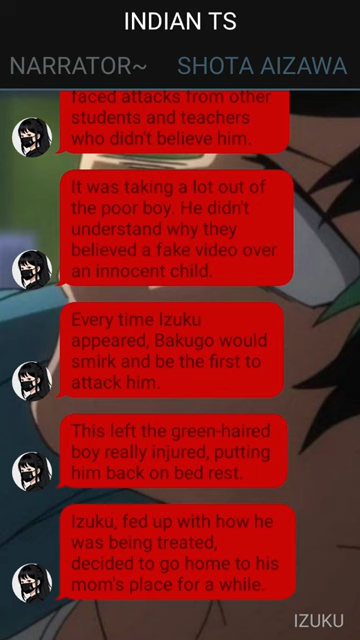 INDIAN TS
NARRATOR~ SHOTA AIZAWA
faced attacks from other
students and teachers
who didn't believe him.
It was taking a lot out of
the poor boy. He didn't
understand why they
believed a fake video over
an innocent child.
Every time Izuku
appeared, Bakugo would
smirk and be the first to
attack him.
This left the green-haired
boy really injured, putting
him back on bed rest.
Izuku, fed up with how he
was being treated,
decided to go home to his
mom's place for a while.
IZUKU